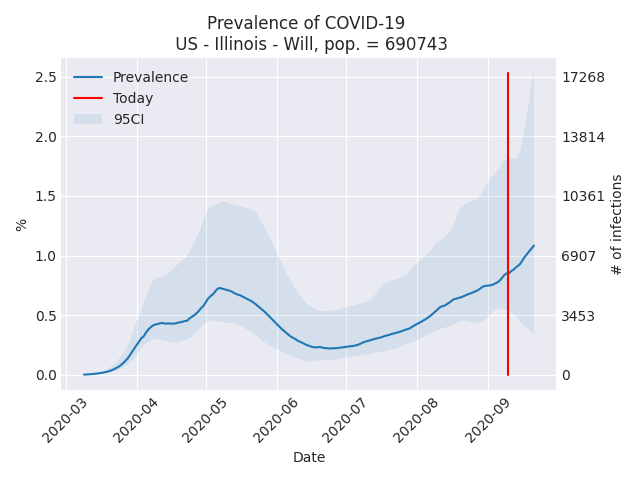 Prevalence of COVID-19
US - Illinois - Will, pop. = 690743
Prevalence
Today
95CI
2.5
2.0
1.5
1.0
0.5
0.0
%
17268
13814
10361
6907
3453
0
# of infections
2020-03
2020-04
2020-05
2020-06
2020-07
2020-08
2020-09
Date